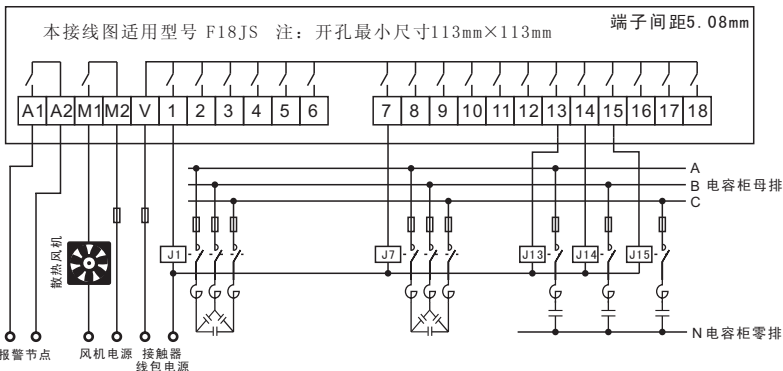 本接线图适用型号 F18JS 注：开孔最小尺寸113mm×113mm
端子间距5.08mm
A1 A2 M1 M2 V 1 2 3 4 5 6
7 8 9 10 11 12 13 14 15 16 17 18
A
B 电容柜母排
C
散热风机
J1
J7
J13
J14
J15
N 电容柜零排
报警节点
风机电源
接触器
线包电源